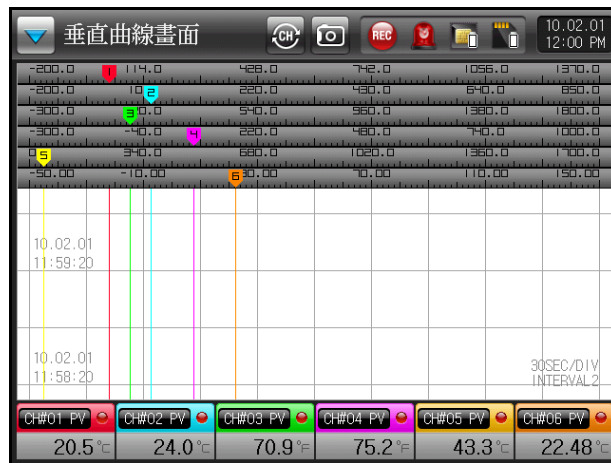 垂直曲線畫面 CH REC 10.02.01
12:00 PM
-200.0 1 114.0 428.0 742.0 1056.0 1370.0
-200.0 10 2 220.0 430.0 640.0 850.0
-300.0 3 0.0 540.0 960.0 1380.0 1800.0
-300.0 -40.0 4 220.0 480.0 740.0 1000.0
0 5 340.0 680.0 1020.0 1360.0 1700.0
-50.00 -10.00 6 30.00 70.00 110.00 150.00
10.02.01
11:59:20
10.02.01
11:58:20
30SEC/DIV
INTERVAL2
CH#01 PV CH#02 PV CH#03 PV CH#04 PV CH#05 PV CH#06 PV
20.5℃ 24.0℃ 70.9℉ 75.2℉ 43.3℃ 22.48℃